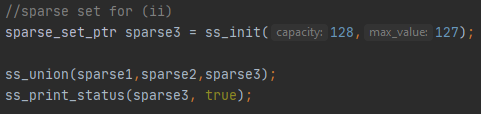 //sparse set for (ii)
sparse_set_ptr sparse3 = ss_init( capacity: 128, max_value: 127);
ss_union(sparse1,sparse2,sparse3);
ss_print_status(sparse3, true);